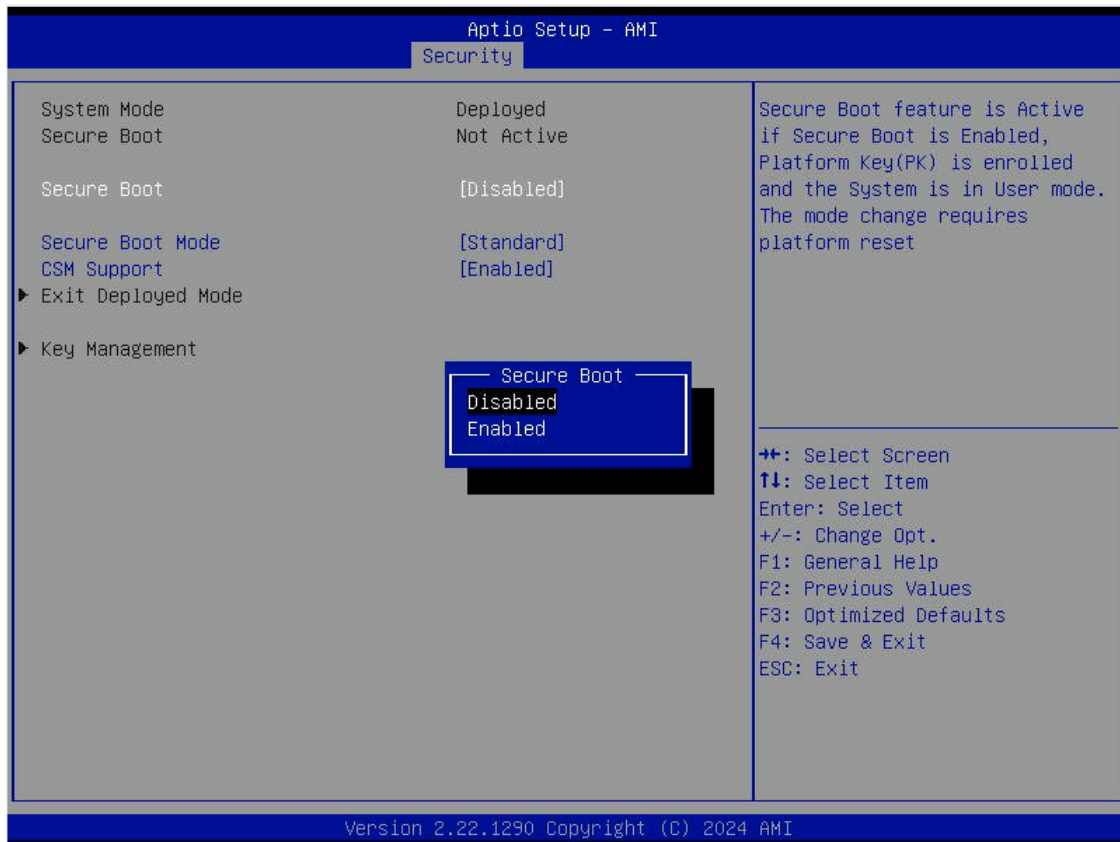 Aptio Setup – AMI
Security
System Mode Deployed
Secure Boot Not Active
Secure Boot [Disabled]
Secure Boot Mode [Standard]
CSM Support [Enabled]
Exit Deployed Mode
Key Management
Secure Boot
Disabled
Enabled
Secure Boot feature is Active
if Secure Boot is Enabled,
Platform Key(PK) is enrolled
and the System is in User mode.
The mode change requires
platform reset
→←: Select Screen
↑↓: Select Item
Enter: Select
+/-: Change Opt.
F1: General Help
F2: Previous Values
F3: Optimized Defaults
F4: Save & Exit
ESC: Exit
Version 2.22.1290 Copyright (C) 2024 AMI